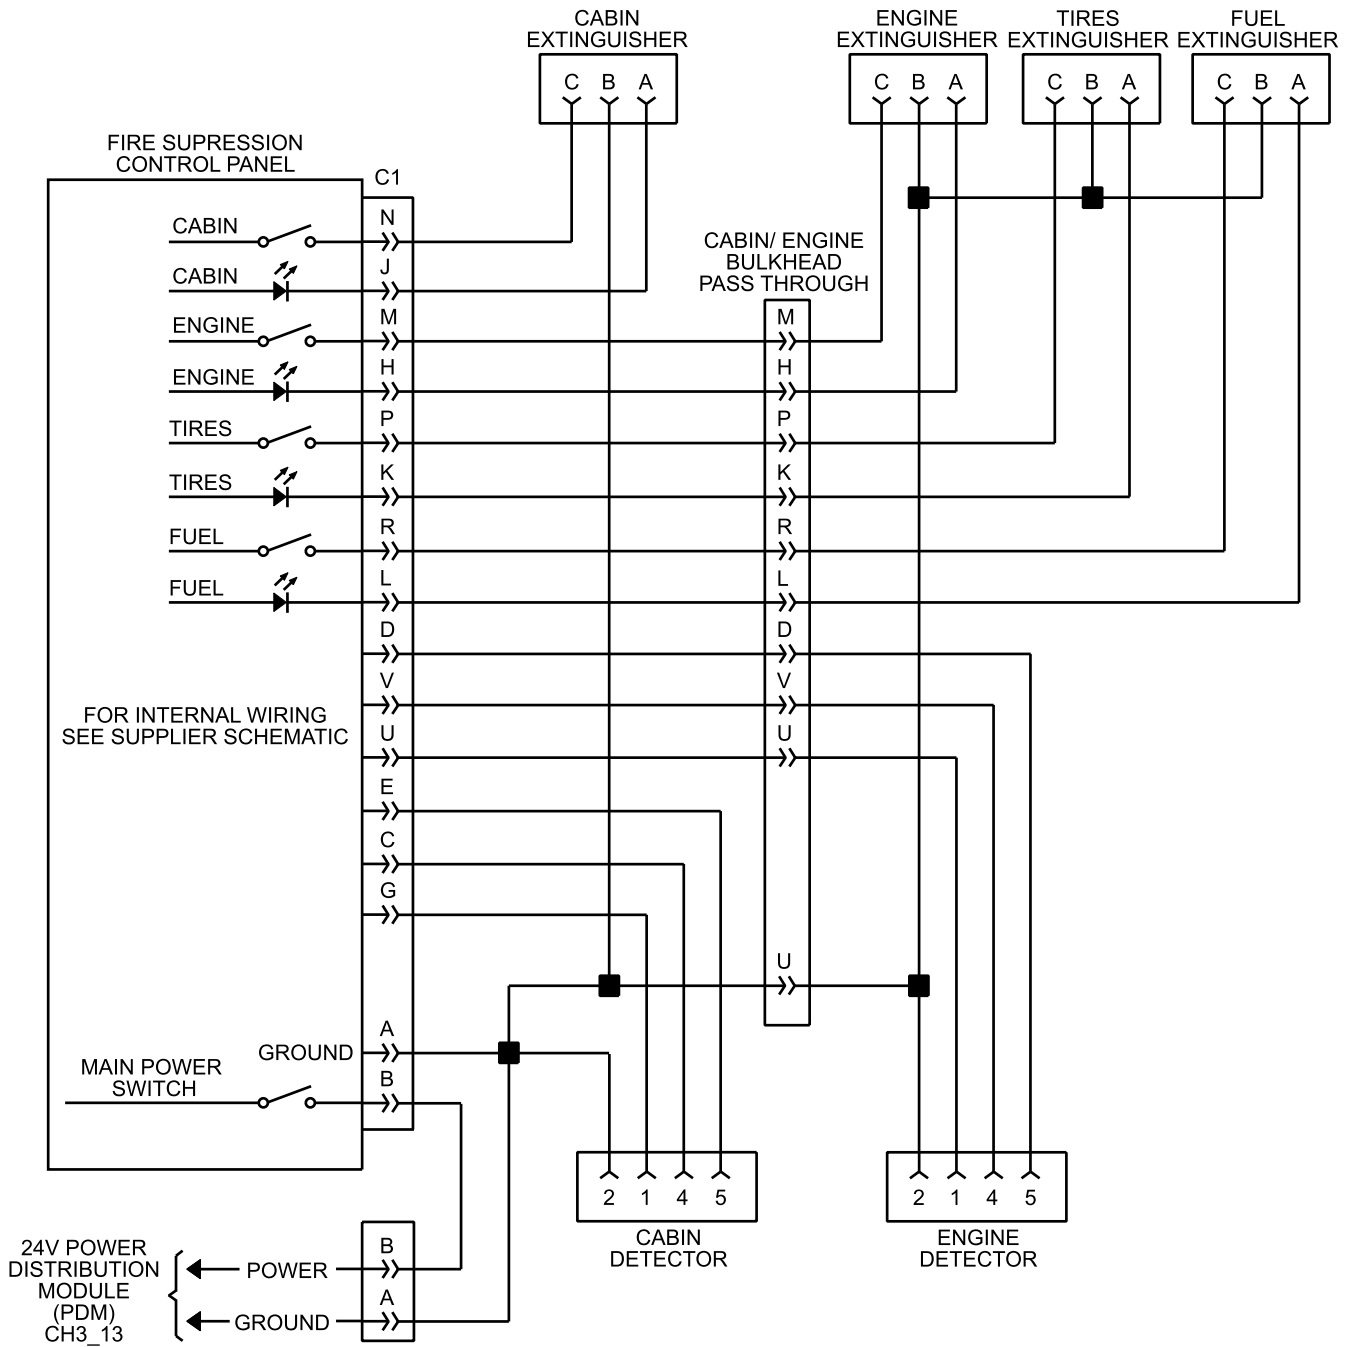 CABIN
EXTINGUISHER
ENGINE
EXTINGUISHER
TIRES
EXTINGUISHER
FUEL
EXTINGUISHER
C B A
C B A
C B A
C B A
FIRE SUPRESSION
CONTROL PANEL
C1
CABIN/ ENGINE
BULKHEAD
PASS THROUGH
CABIN N
CABIN J
ENGINE M M
ENGINE H H
TIRES P P
TIRES K K
FUEL R R
FUEL L L
D D
V V
FOR INTERNAL WIRING
SEE SUPPLIER SCHEMATIC
U U
E
C
G
U
A
GROUND
MAIN POWER
SWITCH
B
2 1 4 5
CABIN
DETECTOR
2 1 4 5
ENGINE
DETECTOR
24V POWER
DISTRIBUTION
MODULE
(PDM)
CH3_13
B
POWER
A
GROUND